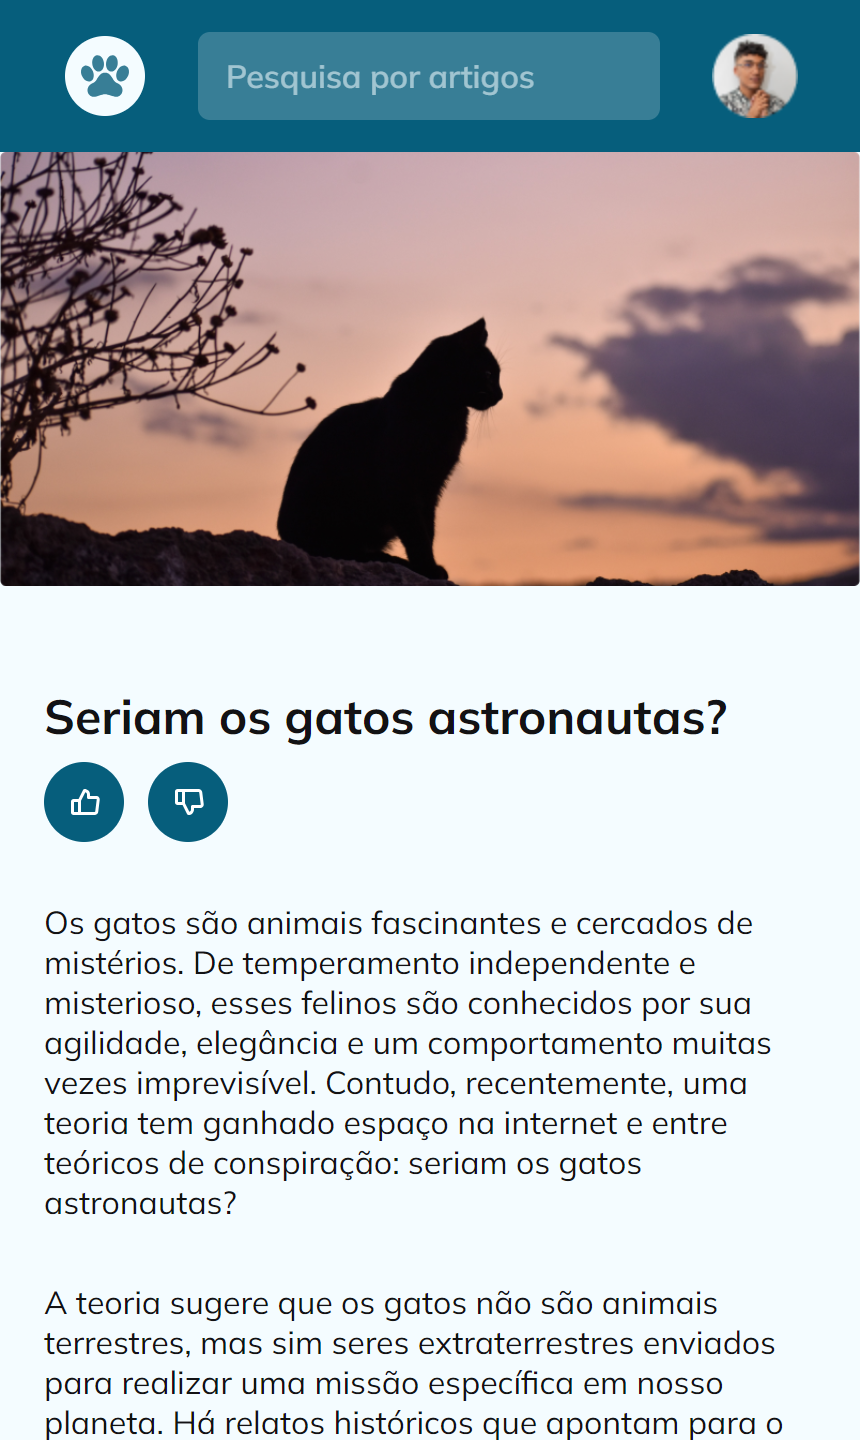 Pesquisa por artigos
Seriam os gatos astronautas?
Os gatos são animais fascinantes e cercados de
mistérios. De temperamento independente e
misterioso, esses felinos são conhecidos por sua
agilidade, elegância e um comportamento muitas
vezes imprevisível. Contudo, recentemente, uma
teoria tem ganhado espaço na internet e entre
teóricos de conspiração: seriam os gatos
astronautas?
A teoria sugere que os gatos não são animais
terrestres, mas sim seres extraterrestres enviados
para realizar uma missão específica em nosso
planeta. Há relatos históricos que apontam para o